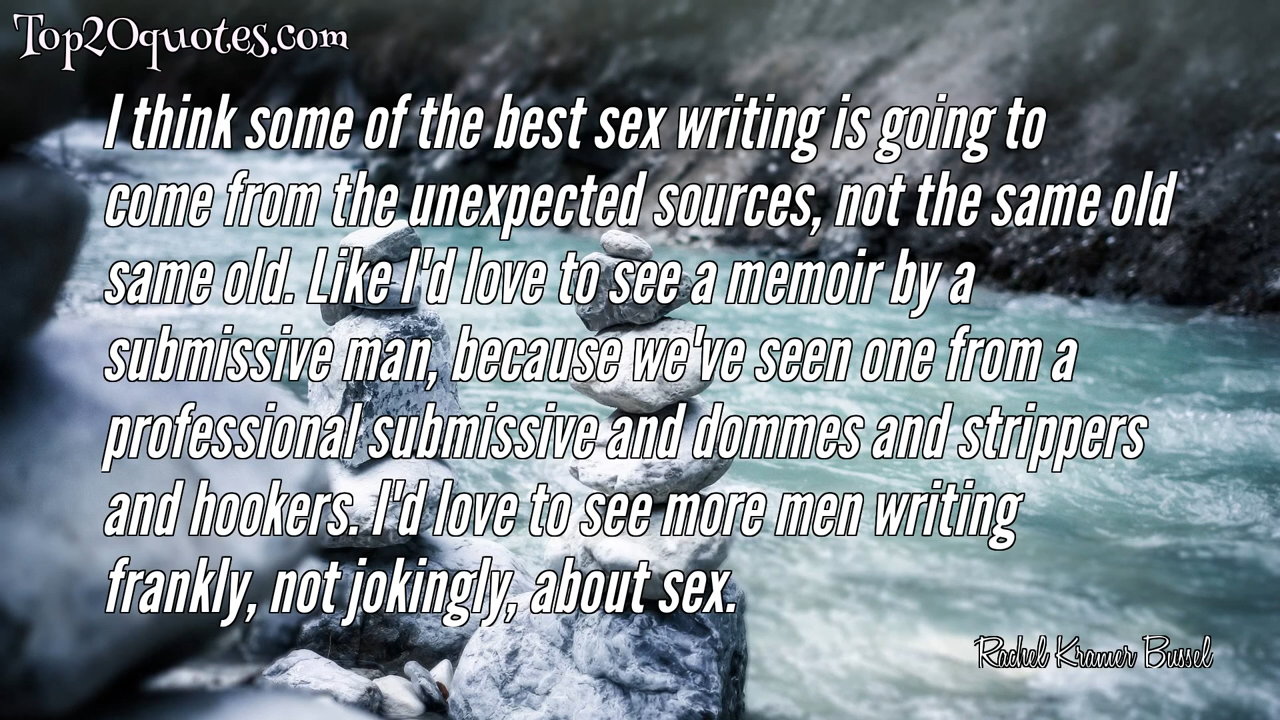 Top20quotes.com
I think some of the best sex writing is going to
come from the unexpected sources, not the same old
same old. Like I'd love to see a memoir by a
submissive man, because we've seen one from a
professional submissive and dommes and strippers
and hookers. I'd love to see more men writing
frankly, not jokingly, about sex.
Rachel Kramer Bussel